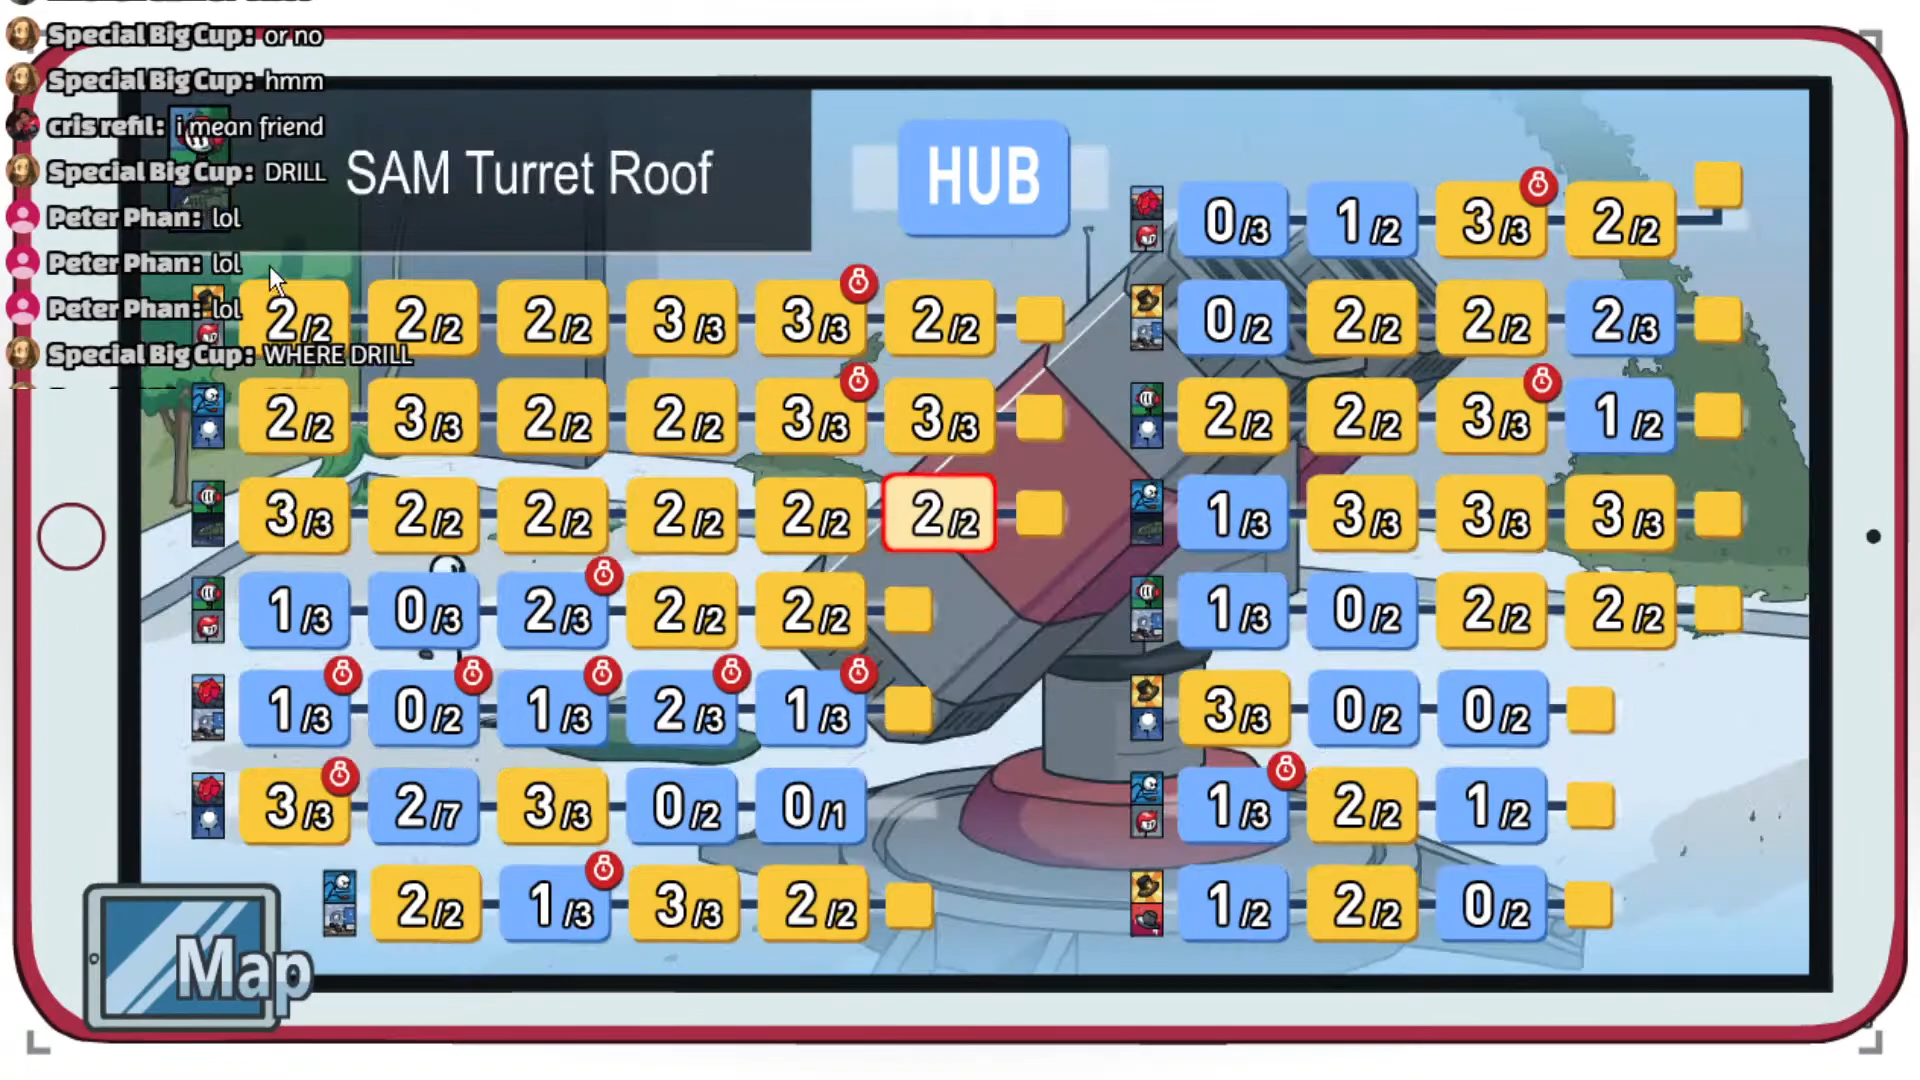 Special Big Cup: or no
Special Big Cup: hmm
cris refil: i mean friend
Special Big Cup: DRILL
Peter Phan: lol
Peter Phan: lol
Peter Phan: lol
Special Big Cup: WHERE DRILL
SAM Turret Roof
HUB
2/2 2/2 2/2 3/3 3/3 2/2
2/2 3/3 2/2 2/2 3/3 3/3
3/3 2/2 2/2 2/2 2/2 2/2
1/3 0/3 2/3 2/2 2/2
1/3 0/2 1/3 2/3 1/3
3/3 2/7 3/3 0/2 0/1
2/2 1/3 3/3 2/2
0/3 1/2 3/3 2/2
0/2 2/2 2/2 2/3
2/2 2/2 3/3 1/2
1/3 3/3 3/3 3/3
1/3 0/2 2/2 2/2
3/3 0/2 0/2
1/3 2/2 1/2
1/2 2/2 0/2
Map